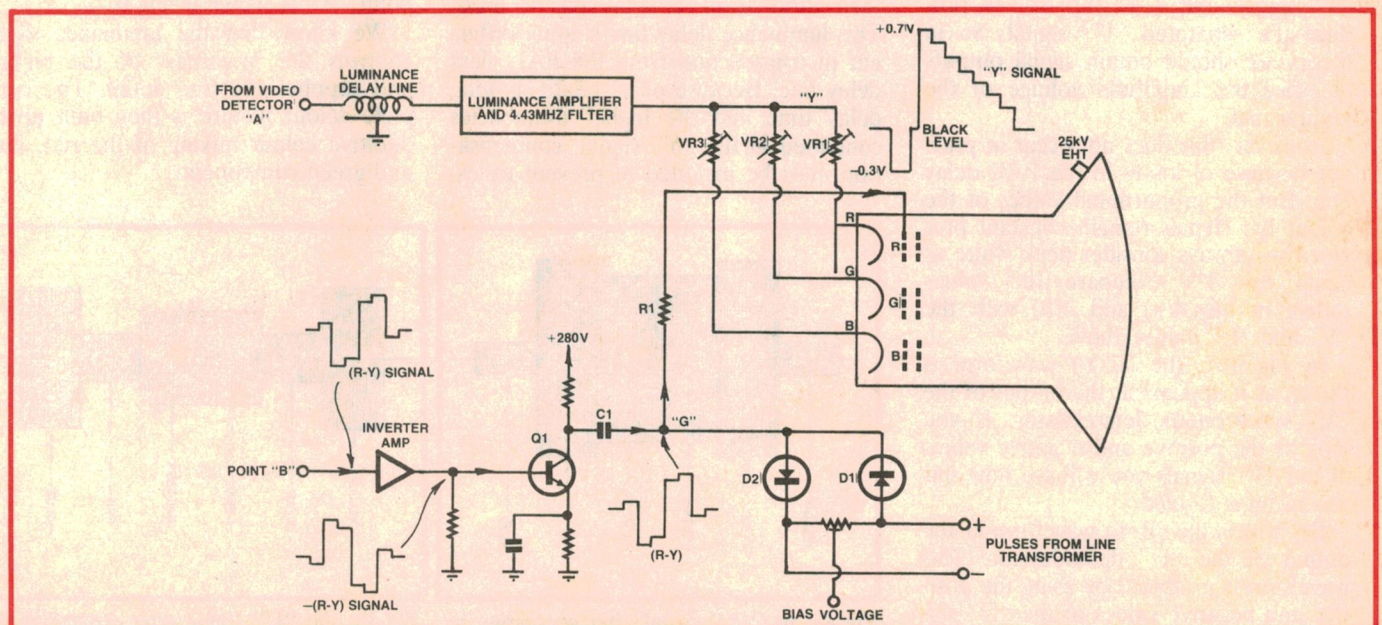 +0.7V
"Y" SIGNAL
BLACK
LEVEL
−0.3V
FROM VIDEO
DETECTOR
"A"
LUMINANCE
DELAY LINE
LUMINANCE AMPLIFIER
AND 4.43MHZ FILTER
"Y"
VR3
VR2
VR1
25kV
EHT
R
G
B
R
G
B
R1
+280V
(R-Y) SIGNAL
INVERTER
AMP
POINT "B"
Q1
C1
"G"
D2
D1
(R-Y)
−(R-Y) SIGNAL
+
PULSES FROM LINE
TRANSFORMER
−
BIAS VOLTAGE